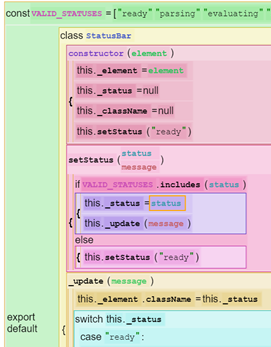 const VALID_STATUSES = [ "ready" "parsing" "evaluating" "
class StatusBar
constructor ( element )
this. _element = element
this. _status = null
{ this. _className = null
this. setStatus ( "ready" )
setStatus ( status
message )
if VALID_STATUSES . includes ( status )
this. _status = status
{ this. _update ( message )
{
else
{ this. setStatus ( "ready" )
_update ( message )
this. _element . className = this. _status
export
default {
switch this. _status
case "ready" :